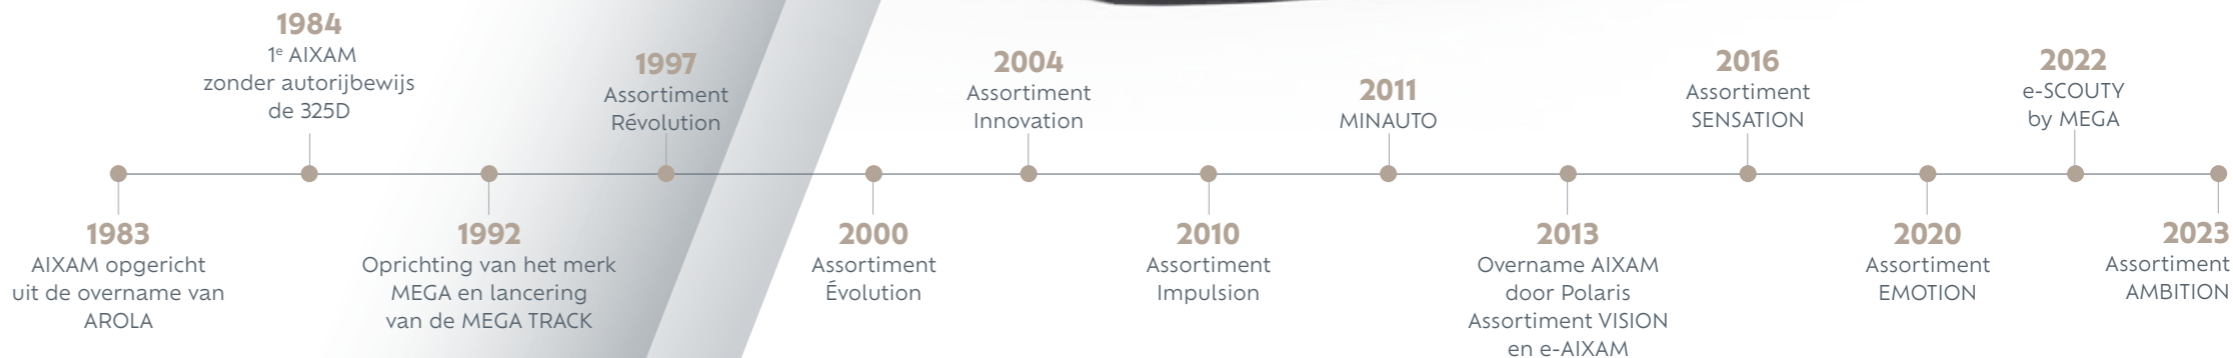 1984
1e AIXAM
zonder autorijbewijs
de 325D
1997
Assortiment
Révolution
2004
Assortiment
Innovation
2011
MINAUTO
2016
Assortiment
SENSATION
2022
e-SCOUTY
by MEGA
1983
AIXAM opgericht
uit de overname van
AROLA
1992
Oprichting van het merk
MEGA en lancering
van de MEGA TRACK
2000
Assortiment
Évolution
2010
Assortiment
Impulsion
2013
Overname AIXAM
door Polaris
Assortiment VISION
en e-AIXAM
2020
Assortiment
EMOTION
2023
Assortiment
AMBITION